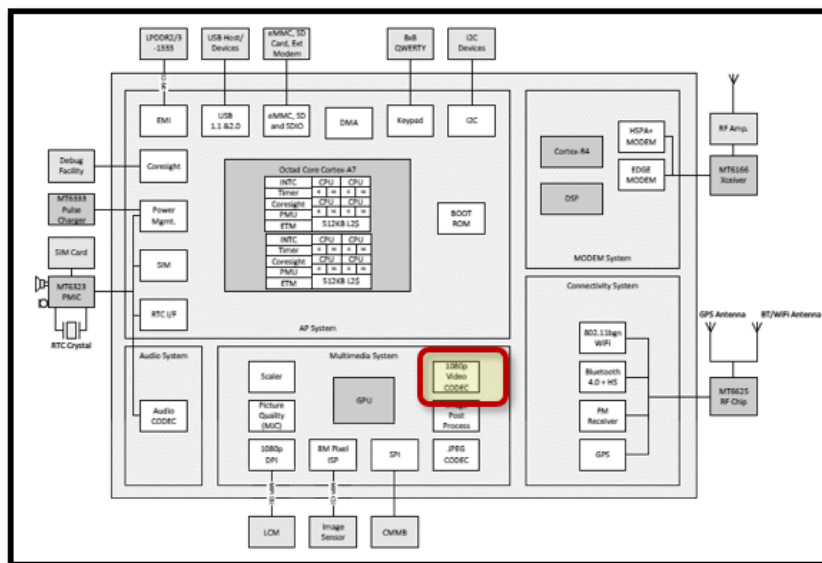 LPDDR2/3
-1333
USB Host/
Devices
eMMC, SD
Card, Ext
Modem
8x8
QWERTY
I2C
Devices
EMI
USB
1.1 &2.0
eMMC, SD
and SDIO
DMA
Keypad
I2C
Debug
Facility
Coresight
MT6333
Pulse
Charger
Power
Mgmt.
SIM Card
SIM
MT6323
PMIC
RTC I/F
RTC Crystal
Octad Core Cortex-A7
INTC CPU CPU
Timer
Coresight CPU CPU
PMU
ETM 512KB L2$
INTC CPU CPU
Timer
Coresight CPU CPU
PMU
ETM 512KB L2$
BOOT
ROM
AP System
Cortex-R4
DSP
HSPA+
MODEM
EDGE
MODEM
MODEM System
RF Amp.
MT6166
Xceiver
Audio System
Audio
CODEC
Multimedia System
Scaler
GPU
1080p
Video
CODEC
Picture
Quality
(MJC)
Post
Process
1080p
DPI
8M Pixel
ISP
SPI
JPEG
CODEC
LCM
Image
Sensor
CMMB
Connectivity System
802.11bgn
WiFi
Bluetooth
4.0 + HS
FM
Receiver
GPS
GPS Antenna
BT/WiFi Antenna
MT6625
RF Chip